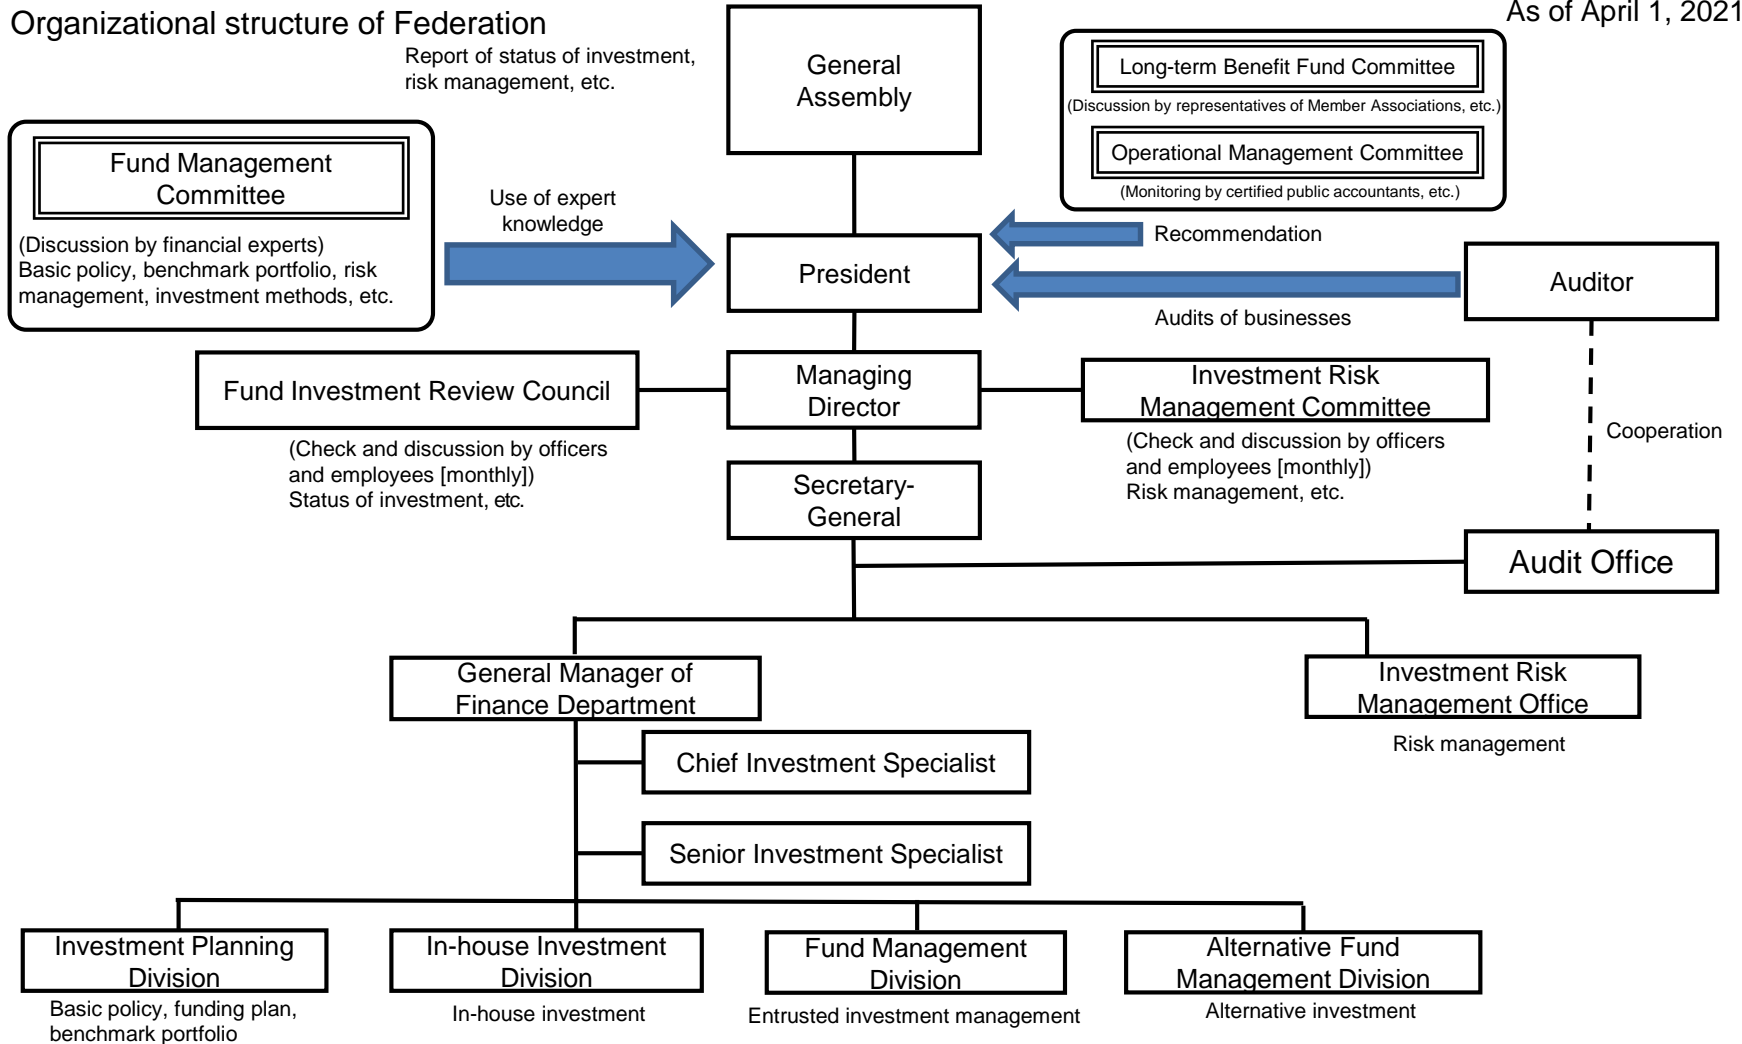 Organizational structure of Federation
As of April 1, 2021
Report of status of investment,
risk management, etc.
General
Assembly
Long-term Benefit Fund Committee
(Discussion by representatives of Member Associations, etc.)
Operational Management Committee
(Monitoring by certified public accountants, etc.)
Fund Management
Committee
(Discussion by financial experts)
Basic policy, benchmark portfolio, risk
management, investment methods, etc.
Use of expert
knowledge
Recommendation
President
Auditor
Audits of businesses
Fund Investment Review Council
Managing
Director
Investment Risk
Management Committee
(Check and discussion by officers
and employees [monthly])
Status of investment, etc.
(Check and discussion by officers
and employees [monthly])
Risk management, etc.
Cooperation
Secretary-
General
Audit Office
General Manager of
Finance Department
Investment Risk
Management Office
Risk management
Chief Investment Specialist
Senior Investment Specialist
Investment Planning
Division
Basic policy, funding plan,
benchmark portfolio
In-house Investment
Division
In-house investment
Fund Management
Division
Entrusted investment management
Alternative Fund
Management Division
Alternative investment